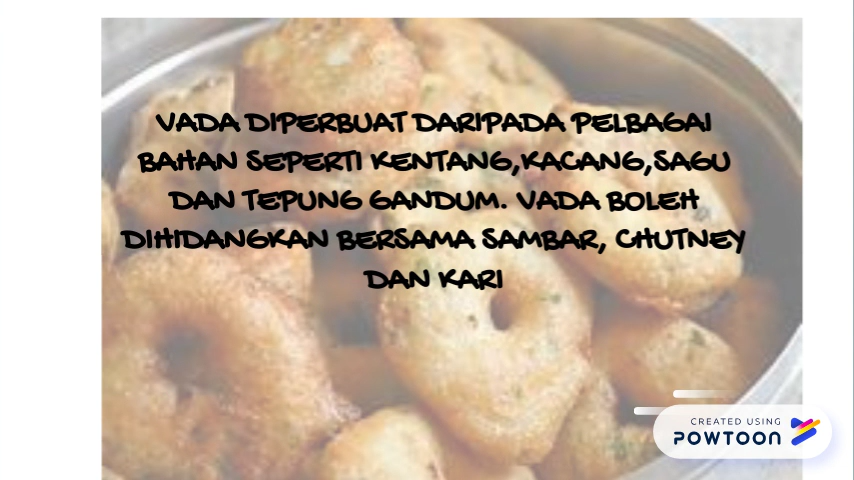 VADA DIPERBUAT DARIPADA PELBAGAI
BAHAN SEPERTI KENTANG,KACANG,SAGU
DAN TEPUNG GANDUM. VADA BOLEH
DIHIDANGKAN BERSAMA SAMBAR, CHUTNEY
DAN KARI
CREATED USING
POWTOON